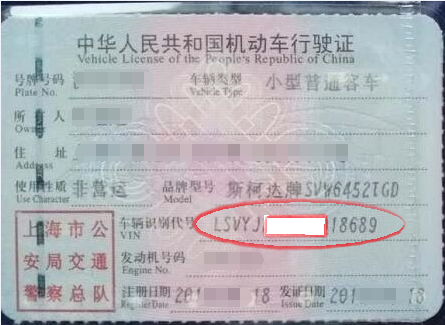 中华人民共和国机动车行驶证
Vehicle License of the People's Republic of China
号牌号码
Plate No.
车辆类型 小型普通客车
Vehicle Type
所有人
Owner
住址
Address
使用性质 非营运
Use Character
品牌型号 斯柯达牌SVW6452IGD
Model
上海市公
安局交通
警察总队
车辆识别代号 LSVYJ 18689
VIN
发动机号码
Engine No.
注册日期 201 18
Register Date
发证日期 201 18
Issue Date